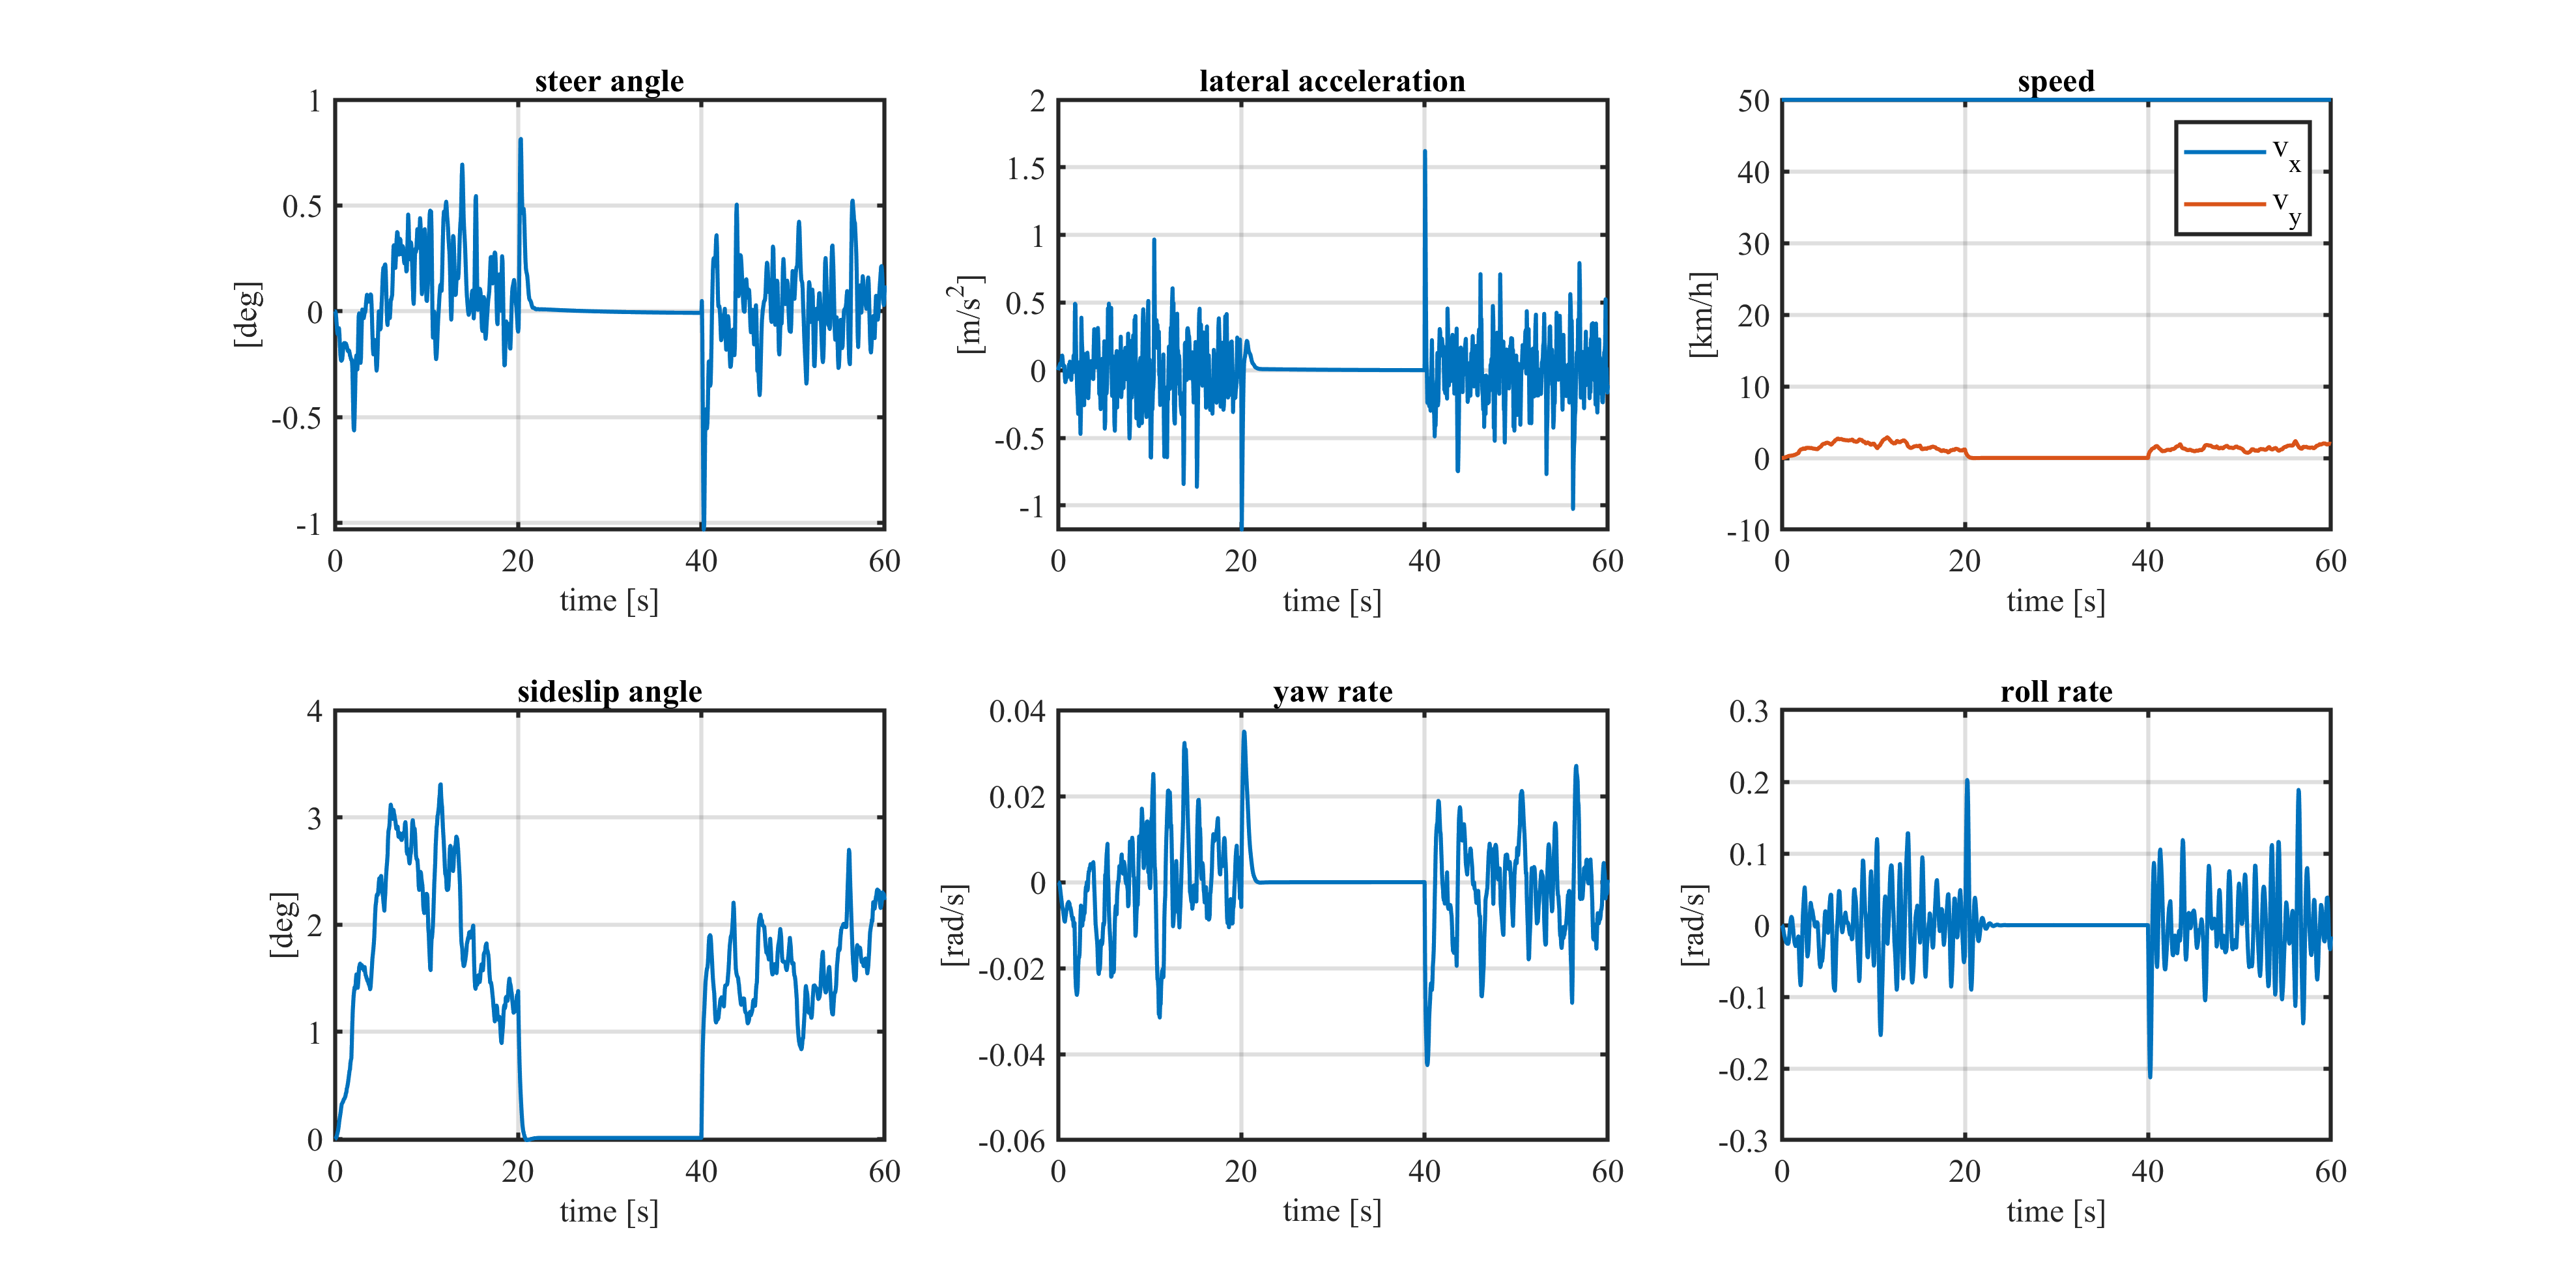 steer angle
1
0.5
0
-0.5
-1
[deg]
0 20 40 60
time [s]
lateral acceleration
2
1.5
1
0.5
0
-0.5
-1
[m/s²]
0 20 40 60
time [s]
speed
50
40
30
20
10
0
-10
[km/h]
v_x
v_y
0 20 40 60
time [s]
sideslip angle
4
3
2
1
0
[deg]
0 20 40 60
time [s]
yaw rate
0.04
0.02
0
-0.02
-0.04
-0.06
[rad/s]
0 20 40 60
time [s]
roll rate
0.3
0.2
0.1
0
-0.1
-0.2
-0.3
[rad/s]
0 20 40 60
time [s]